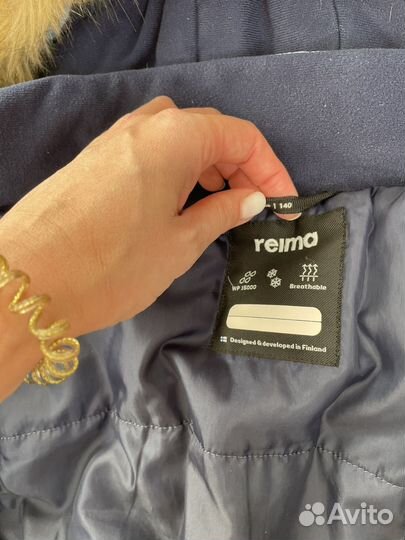 140
reima
WP 15000 Breathable
Designed & developed in Finland
Avito